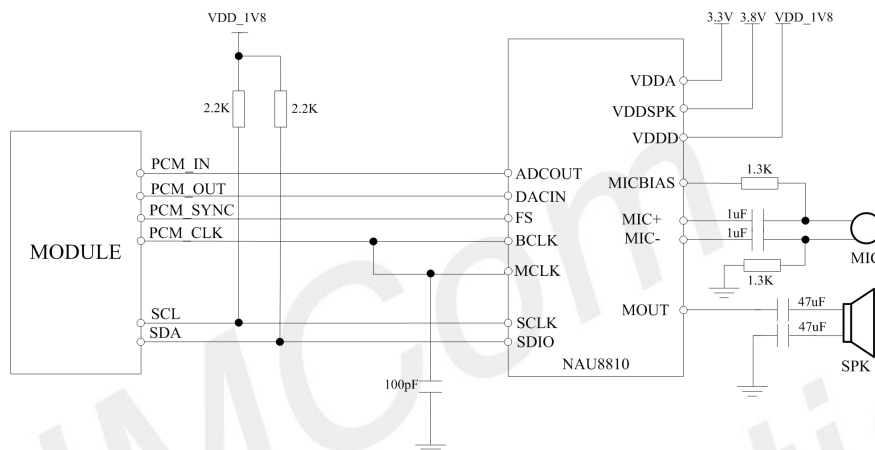 3.3V 3.8V VDD_1V8
VDD_1V8
VDDA
2.2K 2.2K
VDDSPK
VDDD
PCM_IN ADCOUT
1.3K
PCM_OUT DACIN MICBIAS
PCM_SYNC FS MIC+ 1uF
PCM_CLK BCLK MIC- 1uF
MODULE
MCLK MIC
1.3K
SCL SCLK MOUT 47uF
SDA SDIO 47uF
NAU8810 SPK
100pF